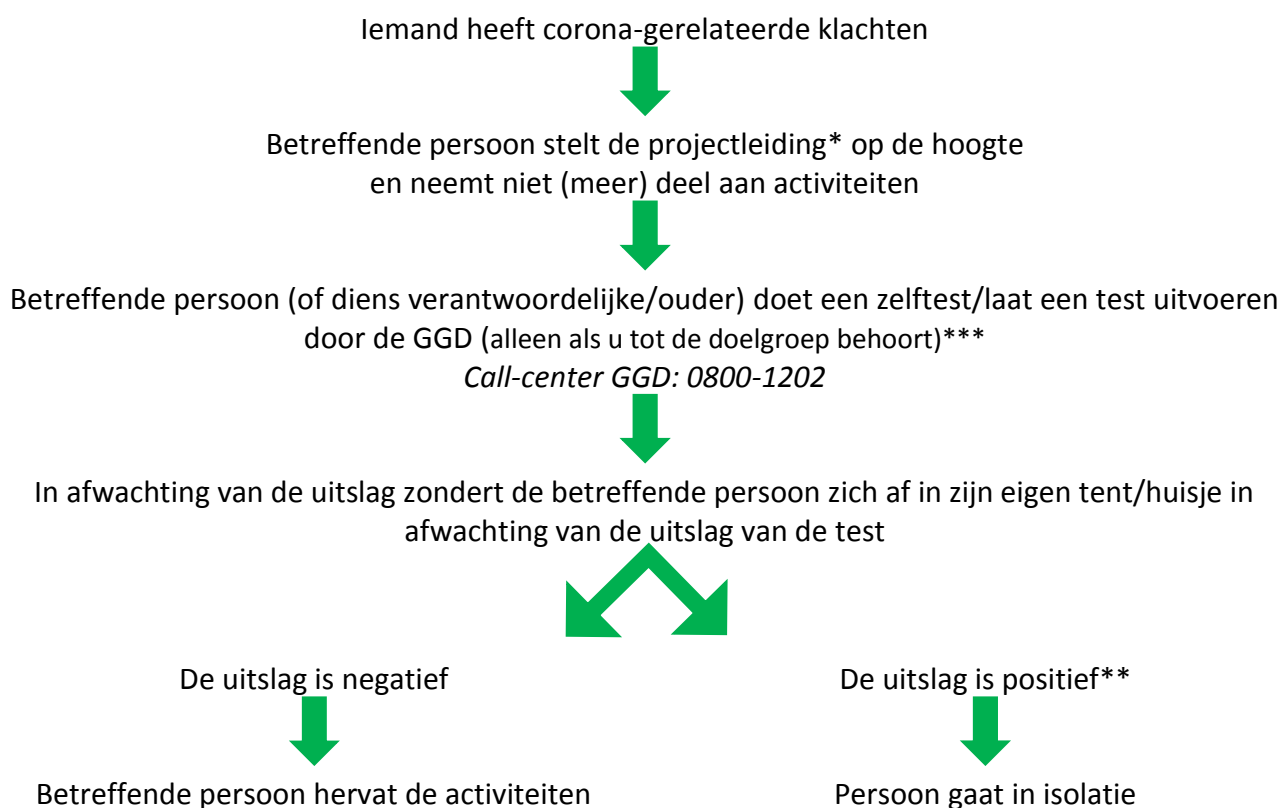 Iemand heeft corona-gerelateerde klachten
Betreffende persoon stelt de projectleiding* op de hoogte
en neemt niet (meer) deel aan activiteiten
Betreffende persoon (of diens verantwoordelijke/ouder) doet een zelftest/laat een test uitvoeren
door de GGD (alleen als u tot de doelgroep behoort)***
Call-center GGD: 0800-1202
In afwachting van de uitslag zondert de betreffende persoon zich af in zijn eigen tent/huisje in
afwachting van de uitslag van de test
De uitslag is negatief
De uitslag is positief**
Betreffende persoon hervat de activiteiten
Persoon gaat in isolatie